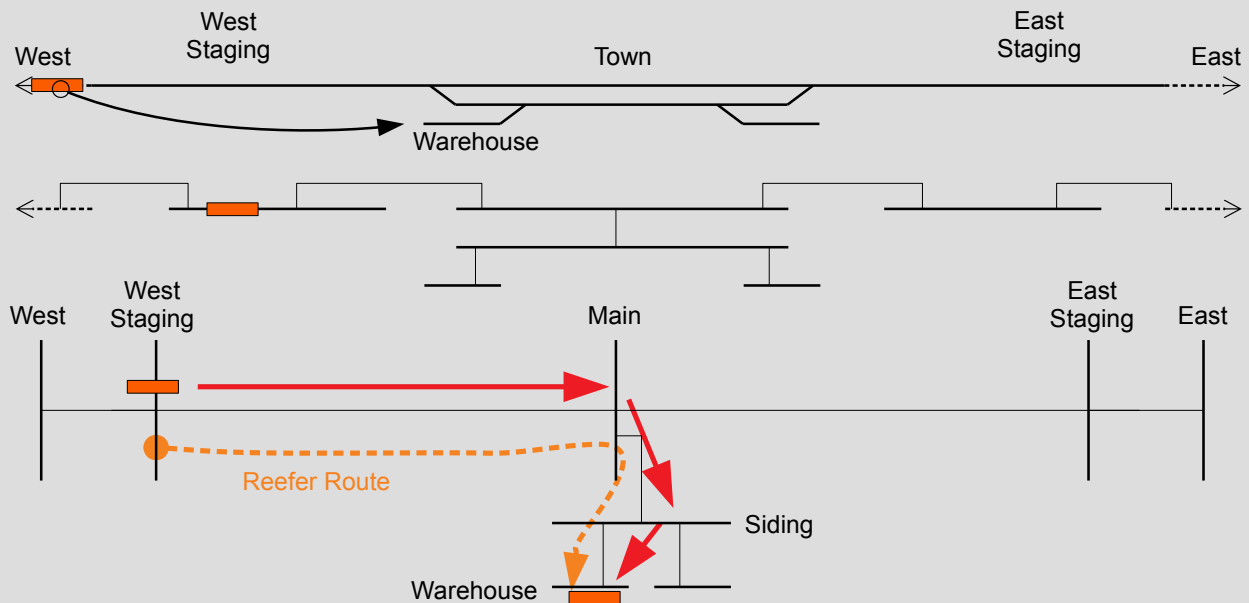 West
Staging
East
Staging
West
Town
East
Warehouse
West
Staging
East
Staging
West
Main
East
Reefer Route
Siding
Warehouse